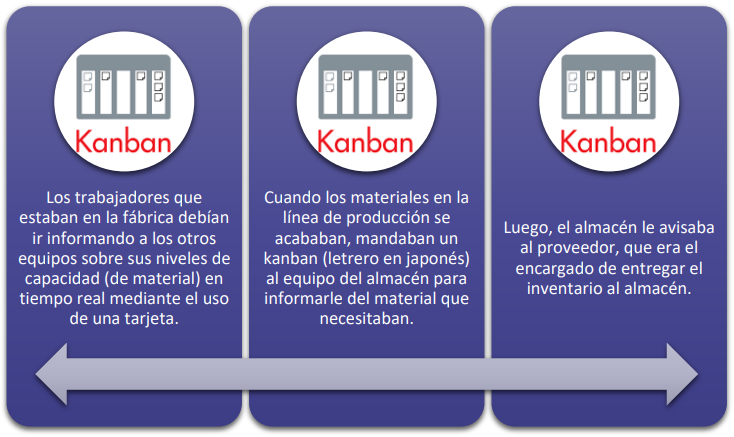 Kanban
Los trabajadores que
estaban en la fábrica debían
ir informando a los otros
equipos sobre sus niveles de
capacidad (de material) en
tiempo real mediante el uso
de una tarjeta.
Kanban
Cuando los materiales en la
línea de producción se
acababan, mandaban un
kanban (letrero en japonés)
al equipo del almacén para
informarle del material que
necesitaban.
Kanban
Luego, el almacén le avisaba
al proveedor, que era el
encargado de entregar el
inventario al almacén.